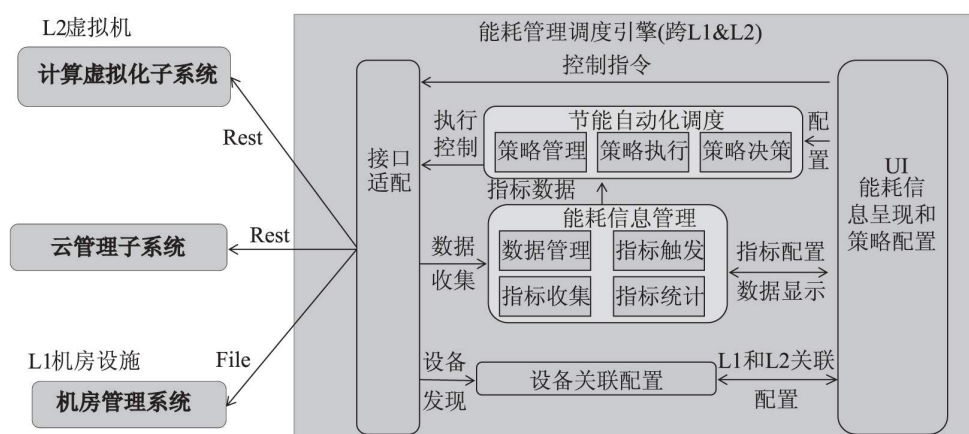 L2虚拟机
计算虚拟化子系统
Rest
云管理子系统
Rest
L1机房设施
File
机房管理系统
能耗管理调度引擎(跨L1&L2)
控制指令
接口
适配
执行
控制
节能自动化调度
策略管理
策略执行
策略决策
配
置
指标数据
能耗信息管理
数据管理
指标触发
指标收集
指标统计
数据
收集
指标配置
数据显示
设备
发现
设备关联配置
L1和L2关联
配置
UI
能耗信
息呈现和
策略配置